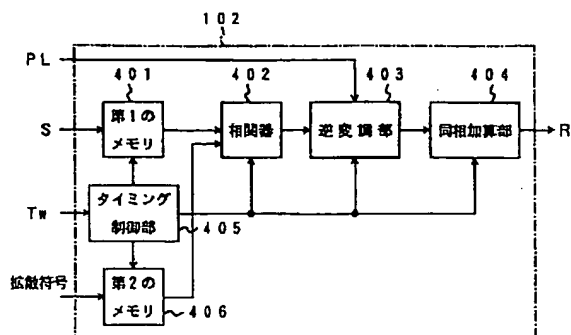 102
PL
401
402
403
404
S
第1の
メモリ
相関器
逆変調部
同相加算部
R
Tw
タイミング
制御部
405
拡散符号
第2の
メモリ
406